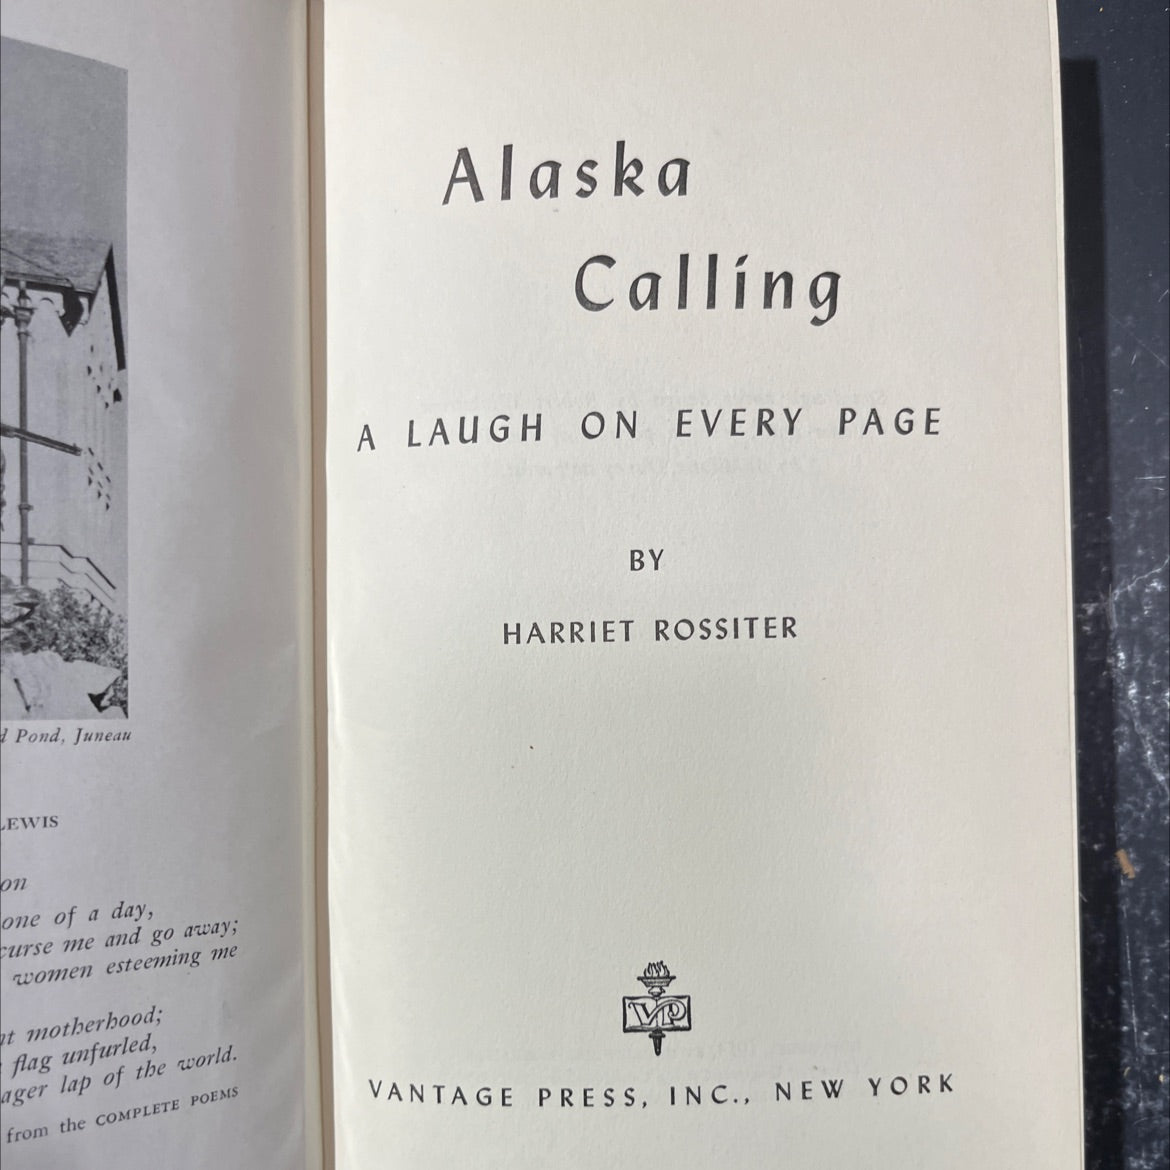 d Pond, Juneau
LEWIS
on
one of a day,
curse me and go away;
women esteeming me
nt motherhood;
flag unfurled,
ager lap of the world.
from the COMPLETE POEMS
Alaska
Calling
A LAUGH ON EVERY PAGE
BY
HARRIET ROSSITER
VP
VANTAGE PRESS, INC., NEW YORK